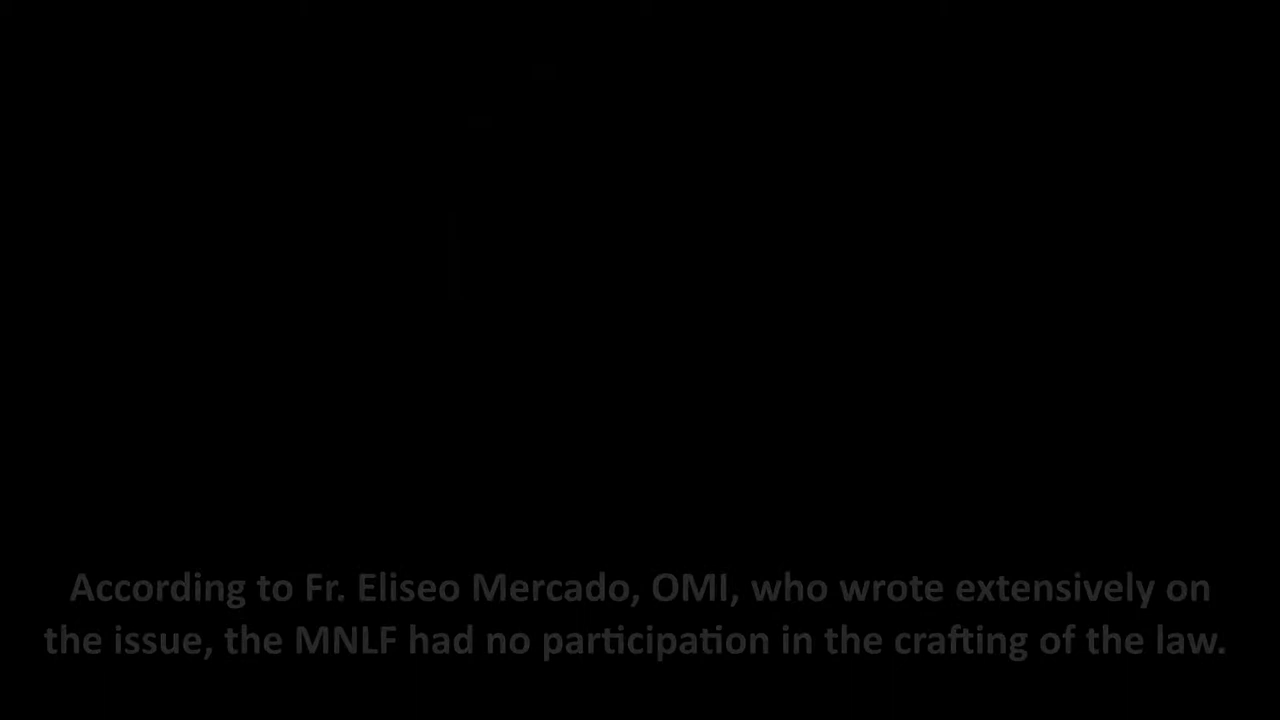 According to Fr. Eliseo Mercado, OMI, who wrote extensively on
the issue, the MNLF had no participation in the crafting of the law.